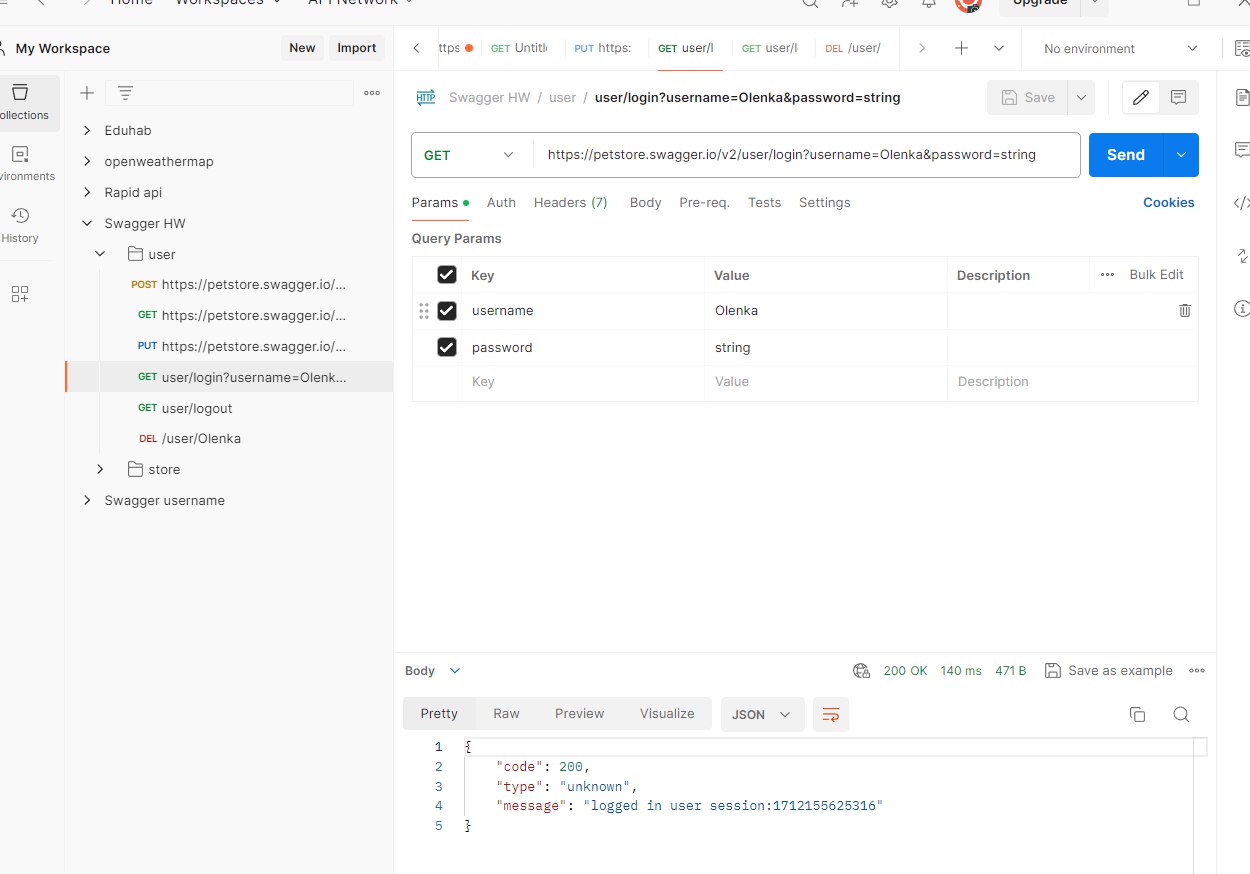 Home Workspaces API Network Upgrade
My Workspace New Import
ttps GET Untitl PUT https: GET user/l GET user/l DEL /user/ No environment
ollections
vironments
History
Eduhab
openweathermap
Rapid api
Swagger HW
user
POST https://petstore.swagger.io/...
GET https://petstore.swagger.io/...
PUT https://petstore.swagger.io/...
GET user/login?username=Olenk...
GET user/logout
DEL /user/Olenka
store
Swagger username
HTTP Swagger HW / user / user/login?username=Olenka&password=string Save
GET https://petstore.swagger.io/v2/user/login?username=Olenka&password=string Send
Params Auth Headers (7) Body Pre-req. Tests Settings Cookies
Query Params
Key Value Description Bulk Edit
username Olenka
password string
Key Value Description
Body 200 OK 140 ms 471 B Save as example
Pretty Raw Preview Visualize JSON
1 {
2 "code": 200,
3 "type": "unknown",
4 "message": "logged in user session:1712155625316"
5 }